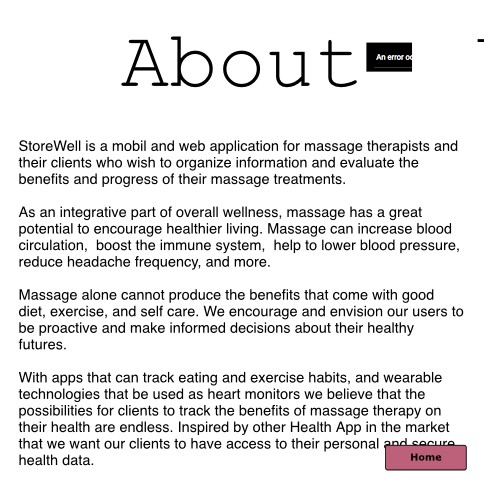 About
An error oc
StoreWell is a mobil and web application for massage therapists and
their clients who wish to organize information and evaluate the
benefits and progress of their massage treatments.
As an integrative part of overall wellness, massage has a great
potential to encourage healthier living. Massage can increase blood
circulation,  boost the immune system,  help to lower blood pressure,
reduce headache frequency, and more.
Massage alone cannot produce the benefits that come with good
diet, exercise, and self care. We encourage and envision our users to
be proactive and make informed decisions about their healthy
futures.
With apps that can track eating and exercise habits, and wearable
technologies that be used as heart monitors we believe that the
possibilities for clients to track the benefits of massage therapy on
their health are endless. Inspired by other Health App in the market
that we want our clients to have access to their personal and secure
health data.
Home